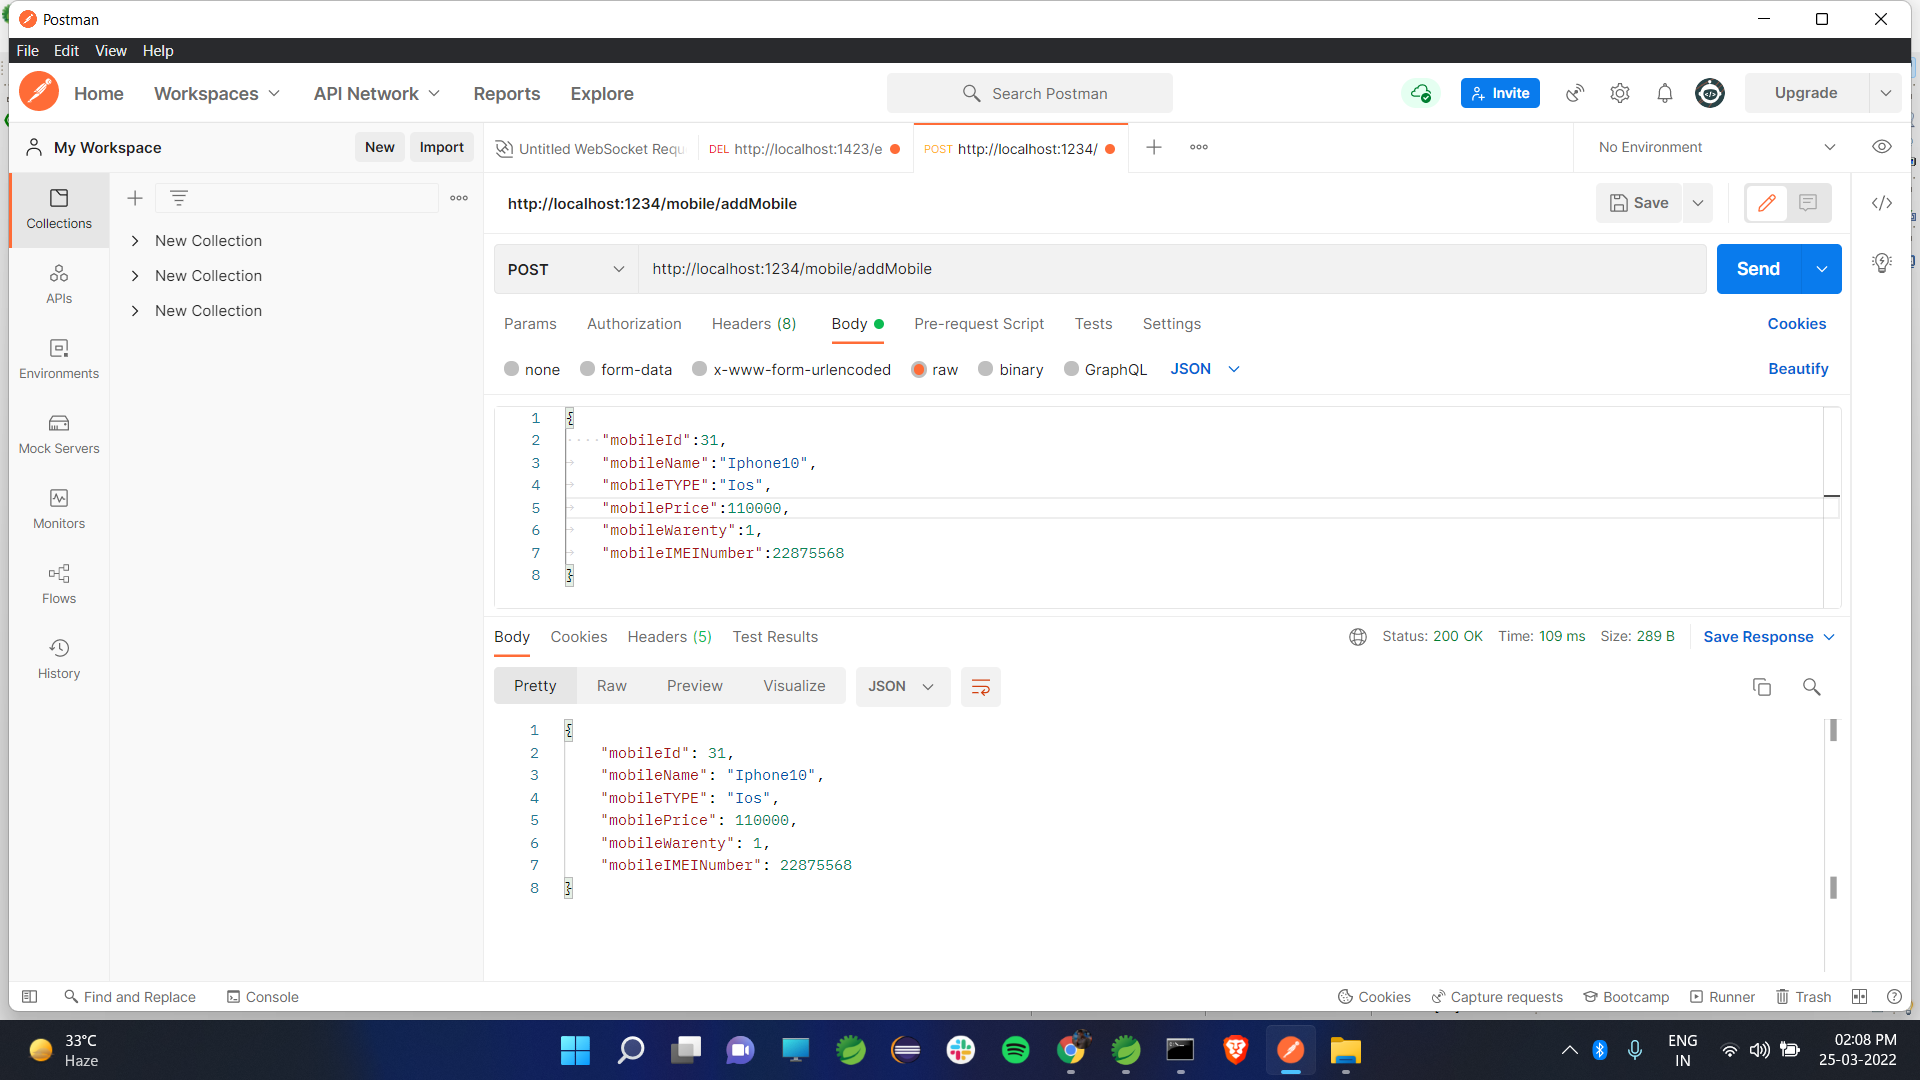 Postman
File Edit View Help
Home Workspaces API Network Reports Explore Search Postman Invite Upgrade
My Workspace New Import
Untitled WebSocket Requ DEL http://localhost:1423/e POST http://localhost:1234/ No Environment
Collections
APIs
Environments
Mock Servers
Monitors
Flows
History
New Collection
New Collection
New Collection
http://localhost:1234/mobile/addMobile Save
POST http://localhost:1234/mobile/addMobile Send
Params Authorization Headers (8) Body Pre-request Script Tests Settings Cookies
none form-data x-www-form-urlencoded raw binary GraphQL JSON Beautify
1 {
2 "mobileId":31,
3 "mobileName":"Iphone10",
4 "mobileTYPE":"Ios",
5 "mobilePrice":110000,
6 "mobileWarenty":1,
7 "mobileIMEINumber":22875568
8 }
Body Cookies Headers (5) Test Results Status: 200 OK Time: 109 ms Size: 289 B Save Response
Pretty Raw Preview Visualize JSON
1 {
2 "mobileId": 31,
3 "mobileName": "Iphone10",
4 "mobileTYPE": "Ios",
5 "mobilePrice": 110000,
6 "mobileWarenty": 1,
7 "mobileIMEINumber": 22875568
8 }
Find and Replace Console Cookies Capture requests Bootcamp Runner Trash
33°C
Haze
ENG
IN
02:08 PM
25-03-2022